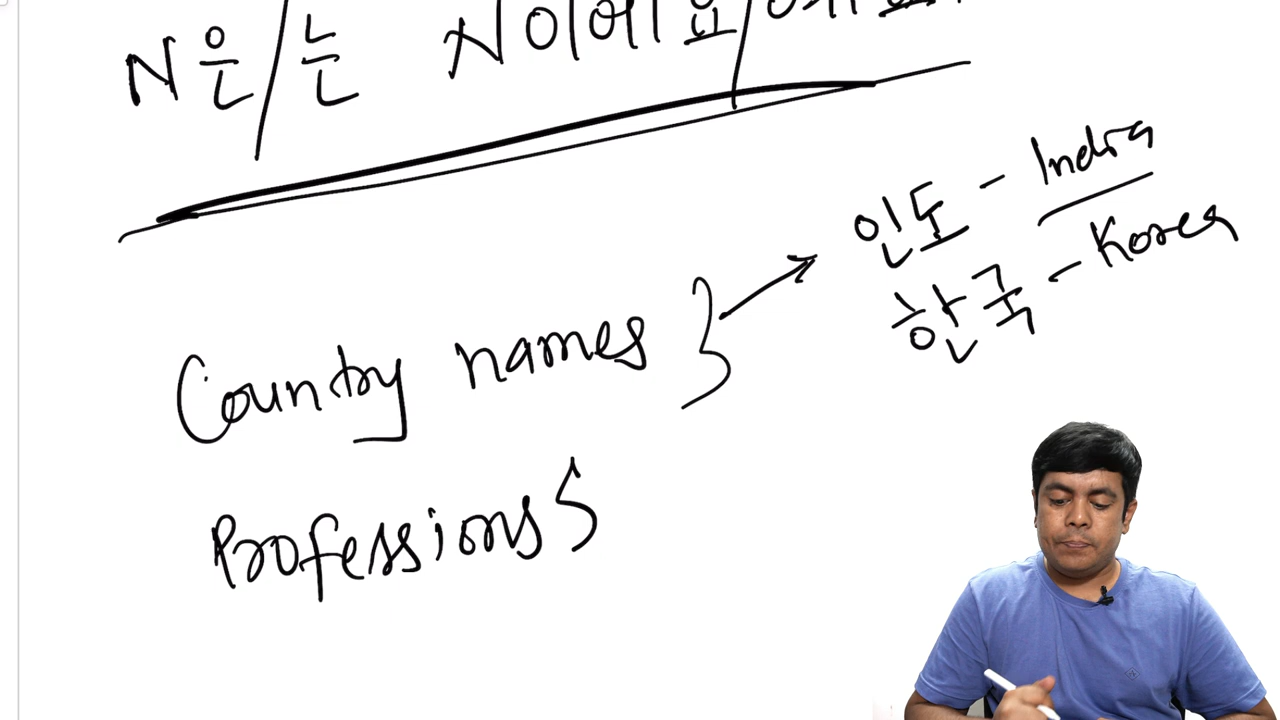 N은/는 N이에요/예요
인도 - India
한국 - Korea
Country names
Professions